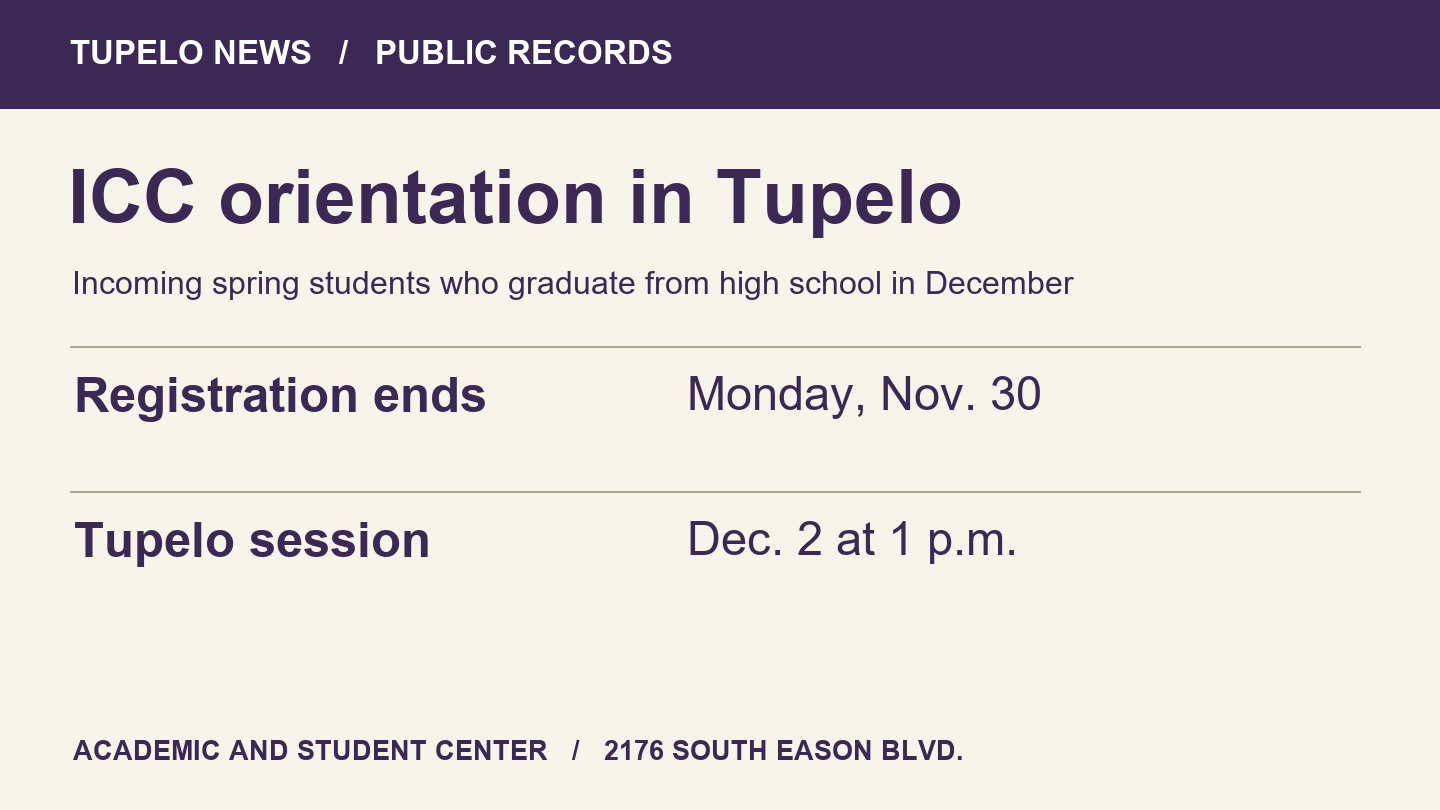 TUPELO NEWS / PUBLIC RECORDS
ICC orientation in Tupelo
Incoming spring students who graduate from high school in December
Registration ends Monday, Nov. 30
Tupelo session Dec. 2 at 1 p.m.
ACADEMIC AND STUDENT CENTER / 2176 SOUTH EASON BLVD.